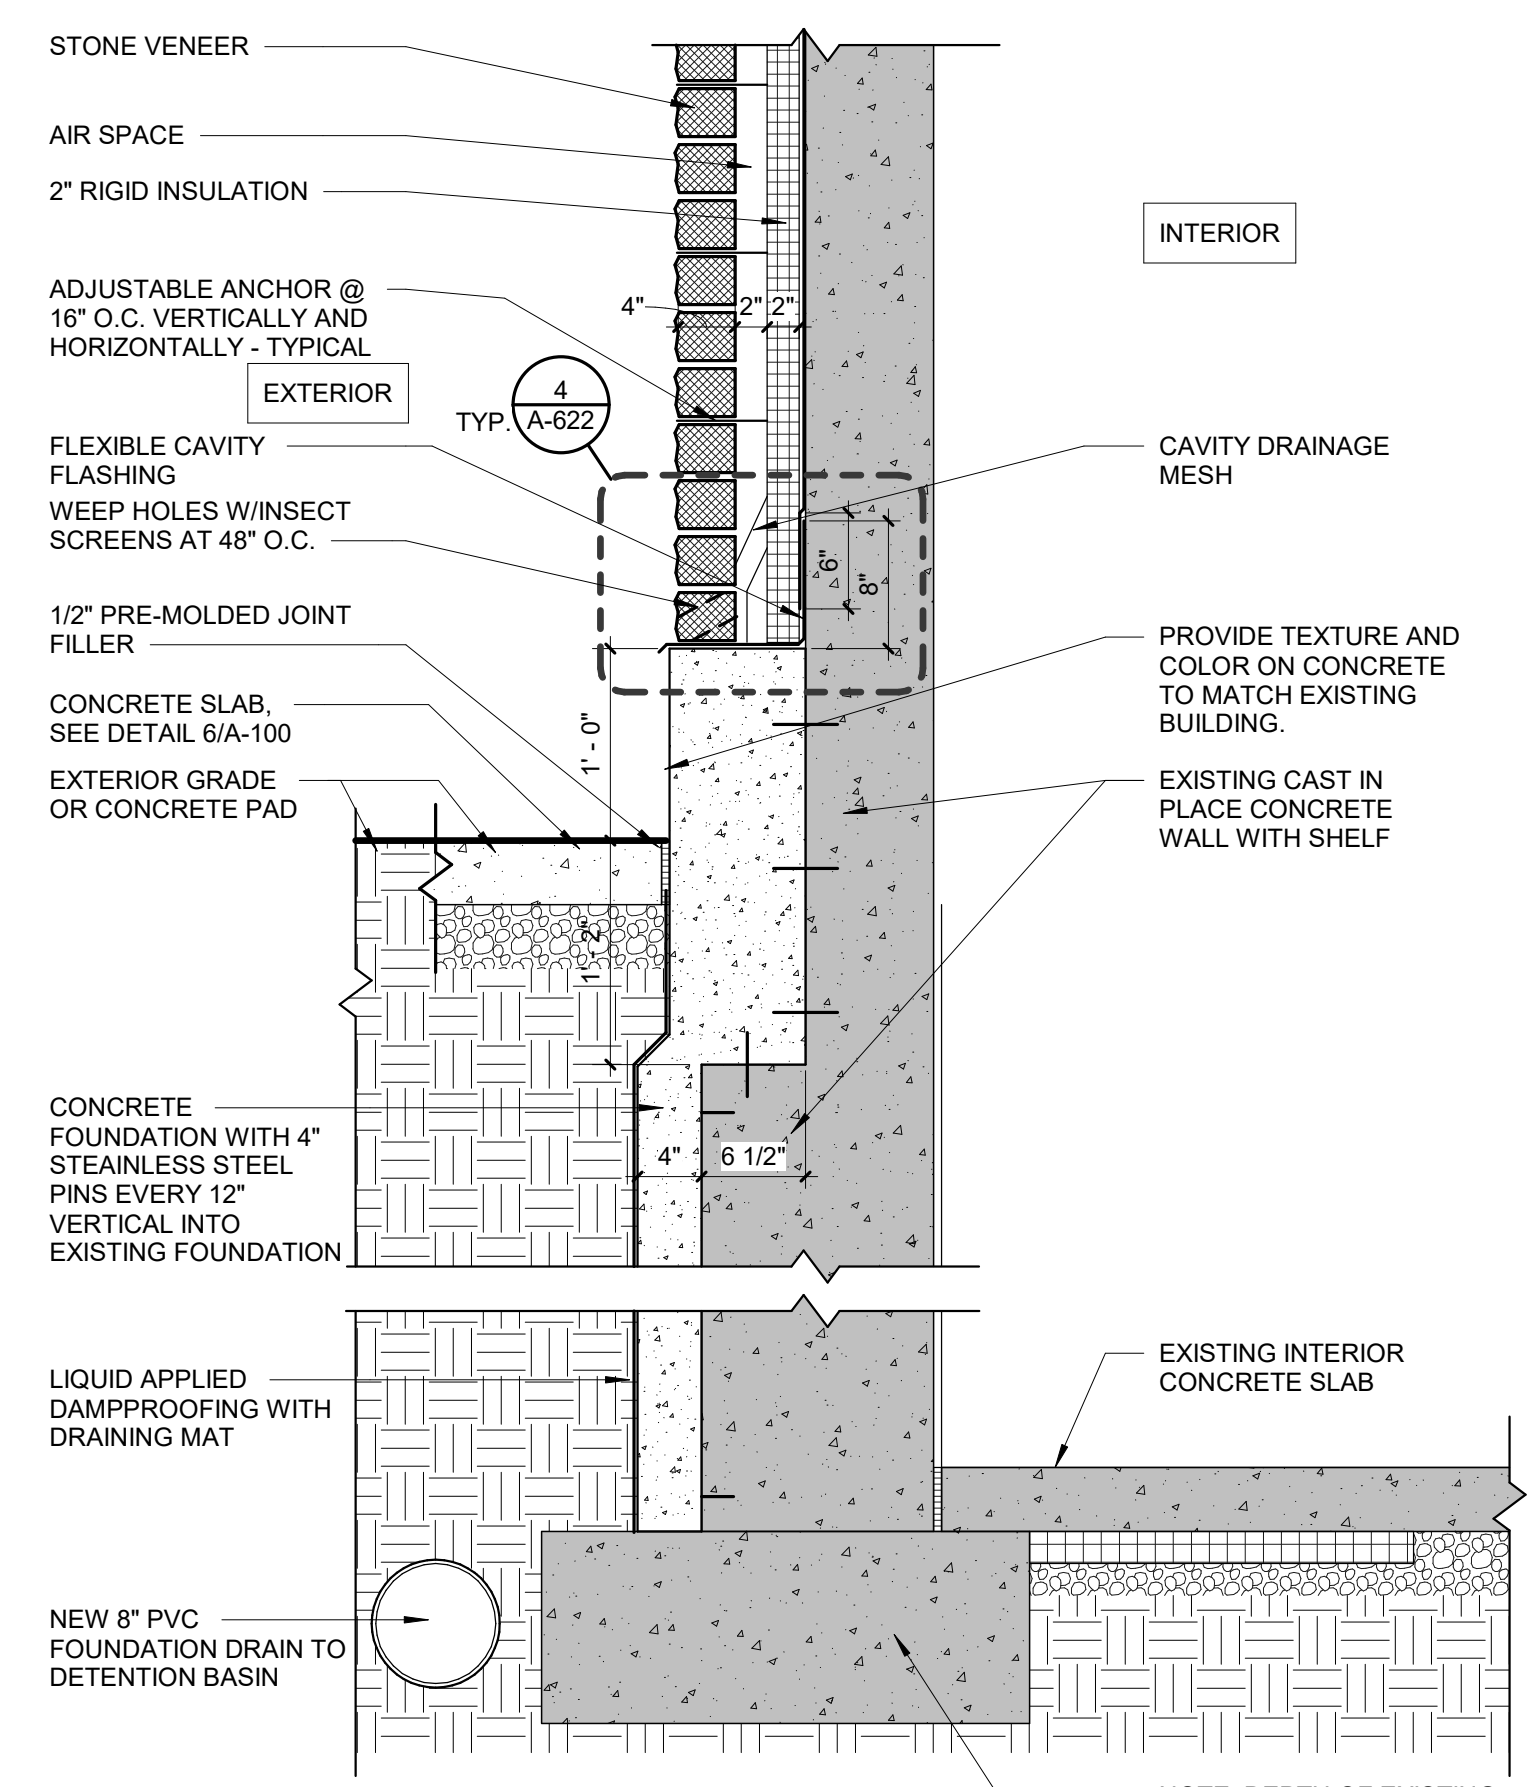 STONE VENEER
AIR SPACE
2" RIGID INSULATION
INTERIOR
ADJUSTABLE ANCHOR @
16" O.C. VERTICALLY AND
HORIZONTALLY - TYPICAL
4"
2"
2"
EXTERIOR
4
TYP.
A-622
FLEXIBLE CAVITY
FLASHING
CAVITY DRAINAGE
MESH
WEEP HOLES W/INSECT
SCREENS AT 48" O.C.
6"
8"
1/2" PRE-MOLDED JOINT
FILLER
PROVIDE TEXTURE AND
COLOR ON CONCRETE
TO MATCH EXISTING
BUILDING.
CONCRETE SLAB,
SEE DETAIL 6/A-100
1' - 0"
EXTERIOR GRADE
OR CONCRETE PAD
EXISTING CAST IN
PLACE CONCRETE
WALL WITH SHELF
1' - 2"
CONCRETE
FOUNDATION WITH 4"
STEAINLESS STEEL
PINS EVERY 12"
VERTICAL INTO
EXISTING FOUNDATION
4"
6 1/2"
EXISTING INTERIOR
CONCRETE SLAB
LIQUID APPLIED
DAMPPROOFING WITH
DRAINING MAT
NEW 8" PVC
FOUNDATION DRAIN TO
DETENTION BASIN